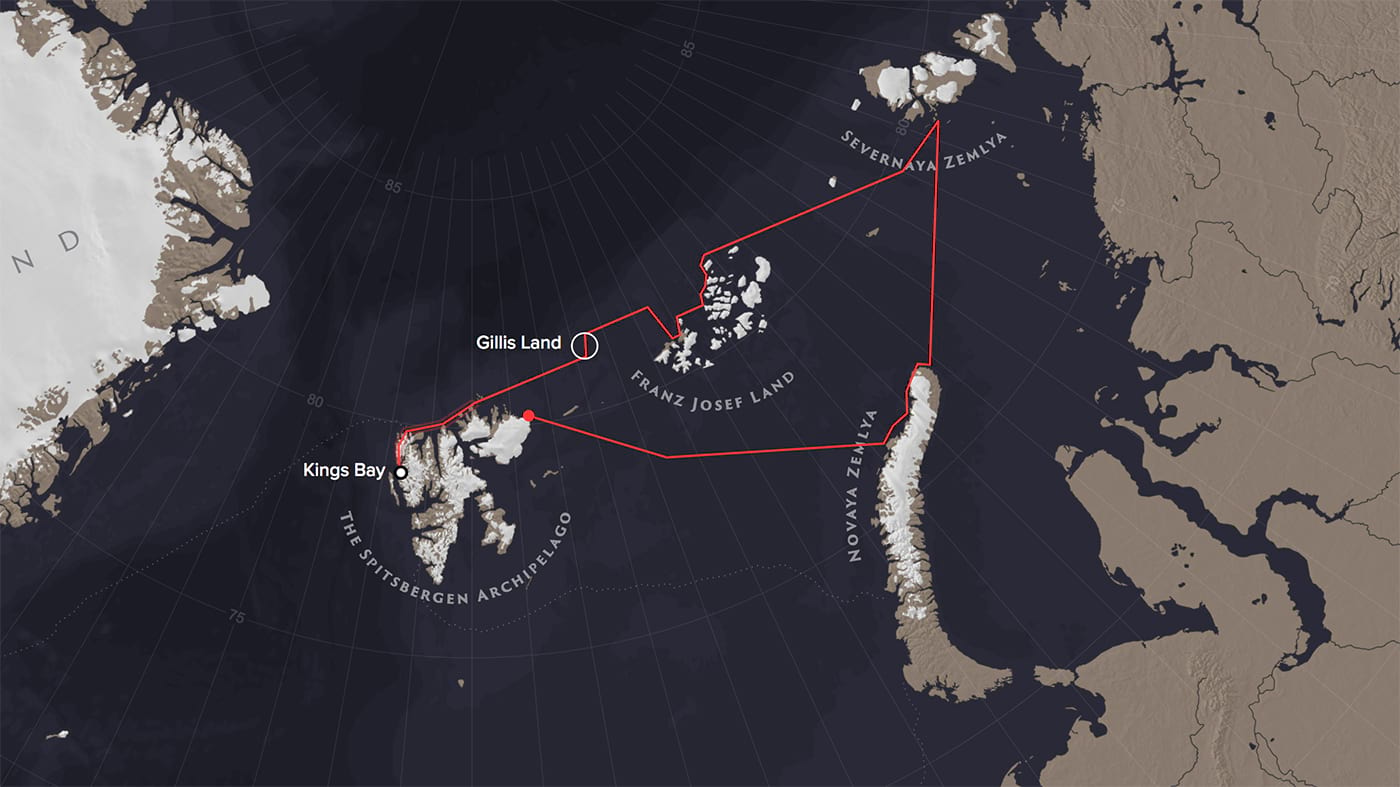 85
85
80
SEVERNAYA ZEMLYA
N D
75
70
Gillis Land
FRANZ JOSEF LAND
80
NOVAYA ZEMLYA
Kings Bay
THE SPITSBERGEN ARCHIPELAGO
75